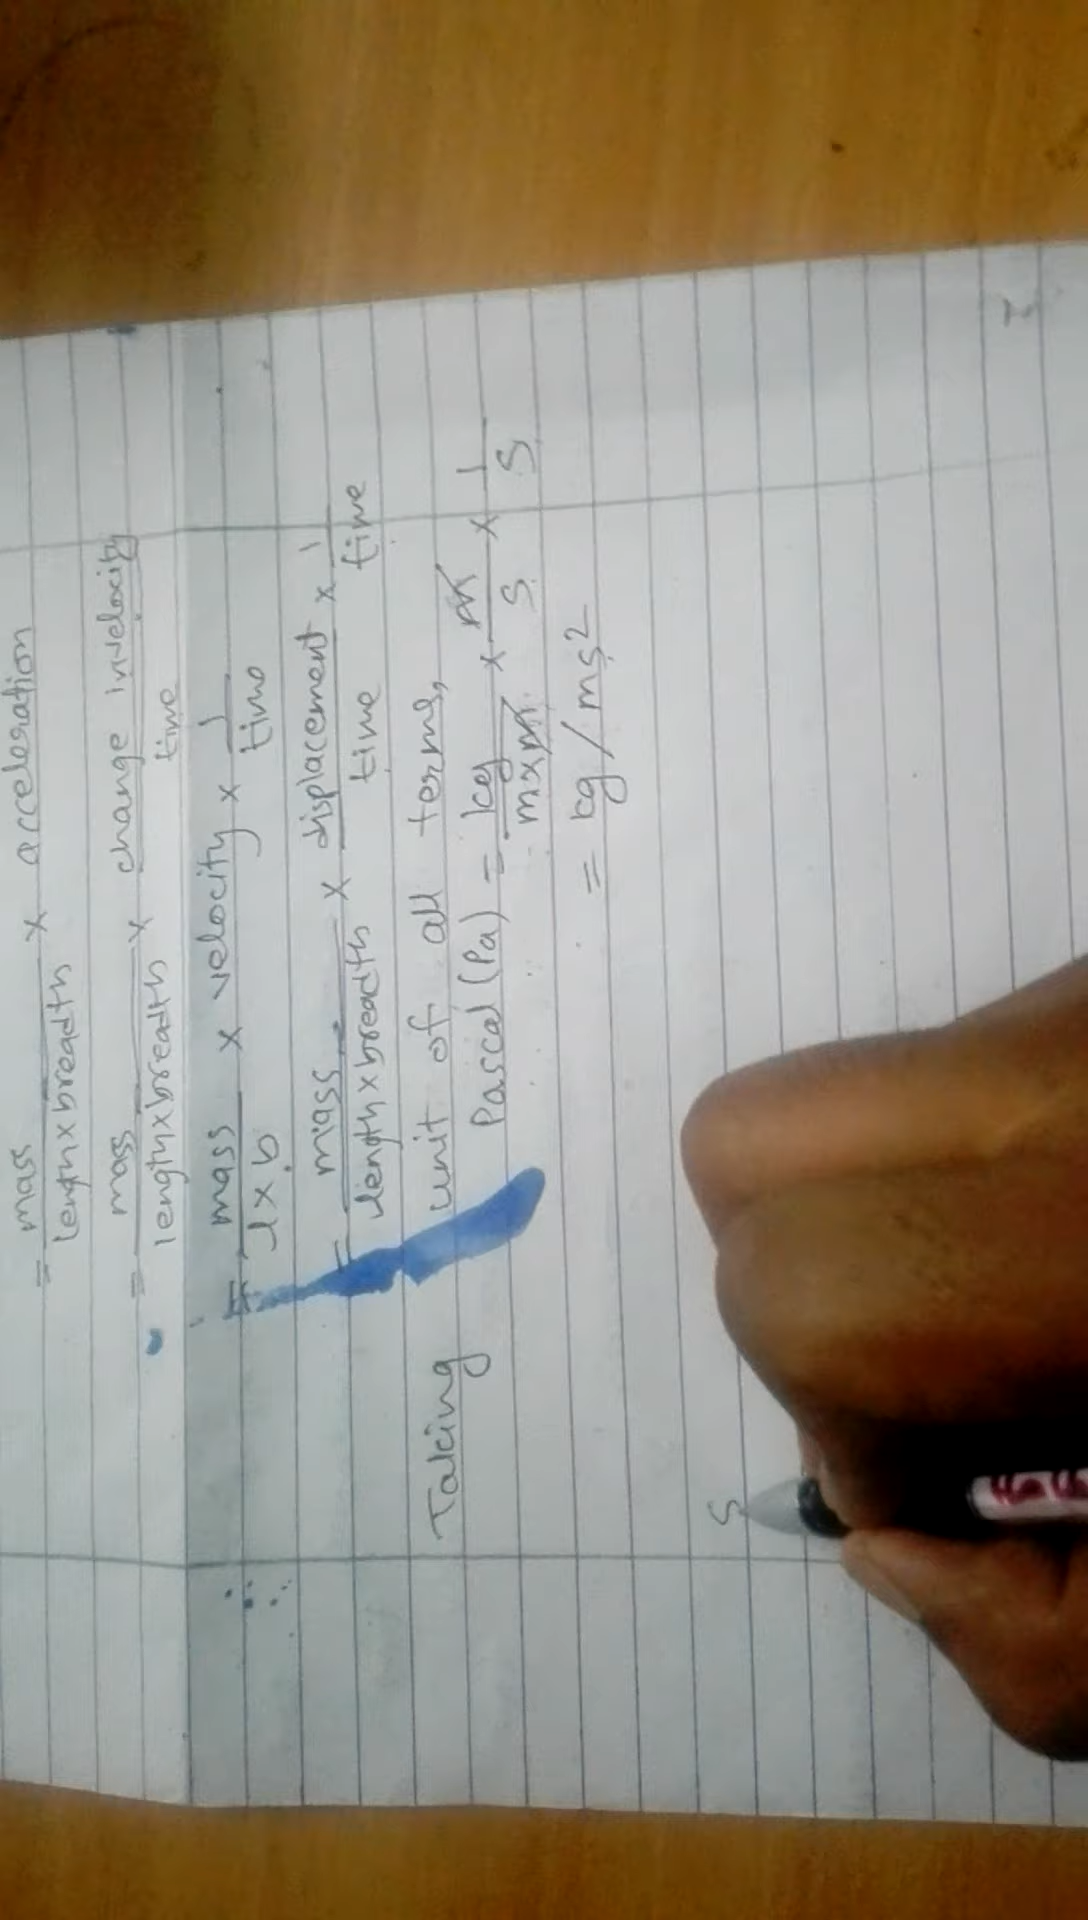 = mass / length×breadth × acceleration
= mass / length×breadth × change in velocity / time
= mass / l×b × velocity × 1 / time
= mass / length×breadth × displacement / time × 1 / time
Taking unit of all terms,
Pascal (Pa) = kg / m×m × m / s × 1 / s
= kg/ms2
S